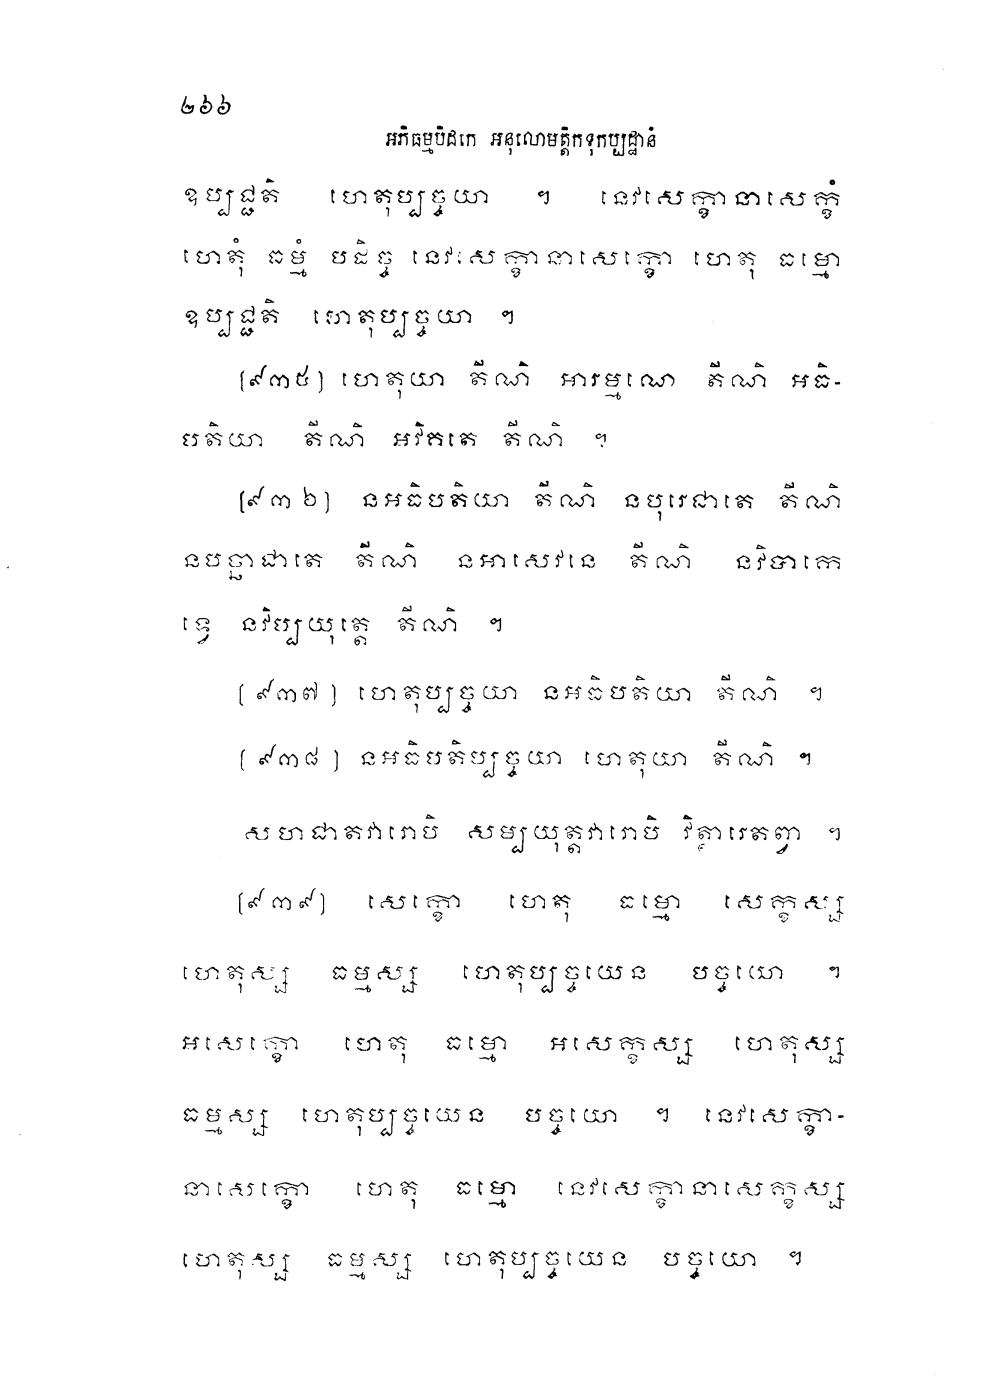 ២៦៦
អភិធម្មបិដកេ អនុលោមត្តិកទុកប្បដ្ឋានំ
ឧប្បជ្ជតិ ហេតុប្បច្ចយា ។ នេវសេក្ខានាសេក្ខំ
ហេតុំ ធម្មំ បដិច្ច នេវសេក្ខានាសេក្ខោ ហេតុ ធម្មោ
ឧប្បជ្ជតិ ហេតុប្បច្ចយា ។
(៩៣៥) ហេតុយា តីណិ អារម្មណេ តីណិ អធិ-
បតិយា តីណិ អវិគតេ តីណិ ។
(៩៣៦) នអធិបតិយា តីណិ នបុរេជាតេ តីណិ
នបច្ឆាជាតេ តីណិ នអាសេវនេ តីណិ នវិបាកេ
ទ្វេ នវិប្បយុត្តេ តីណិ ។
(៩៣៧) ហេតុប្បច្ចយា នអធិបតិយា តីណិ ។
(៩៣៨) នអធិបតិប្បច្ចយា ហេតុយា តីណិ ។
សហជាតវារោបិ សម្បយុត្តវារោបិ វិត្ថារេតព្វា ។
(៩៣៩) សេក្ខោ ហេតុ ធម្មោ សេក្ខស្ស
ហេតុស្ស ធម្មស្ស ហេតុប្បច្ចយេន បច្ចយោ ។
អសេក្ខោ ហេតុ ធម្មោ អសេក្ខស្ស ហេតុស្ស
ធម្មស្ស ហេតុប្បច្ចយេន បច្ចយោ ។ នេវសេក្ខា-
នាសេក្ខោ ហេតុ ធម្មោ នេវសេក្ខានាសេក្ខស្ស
ហេតុស្ស ធម្មស្ស ហេតុប្បច្ចយេន បច្ចយោ ។